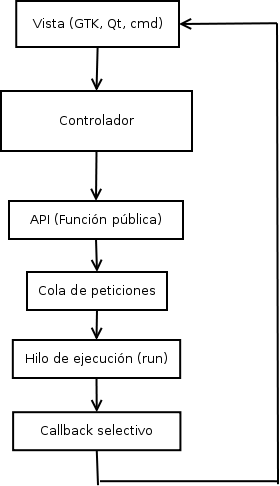 Vista (GTK, Qt, cmd)
Controlador
API (Función pública)
Cola de peticiones
Hilo de ejecución (run)
Callback selectivo